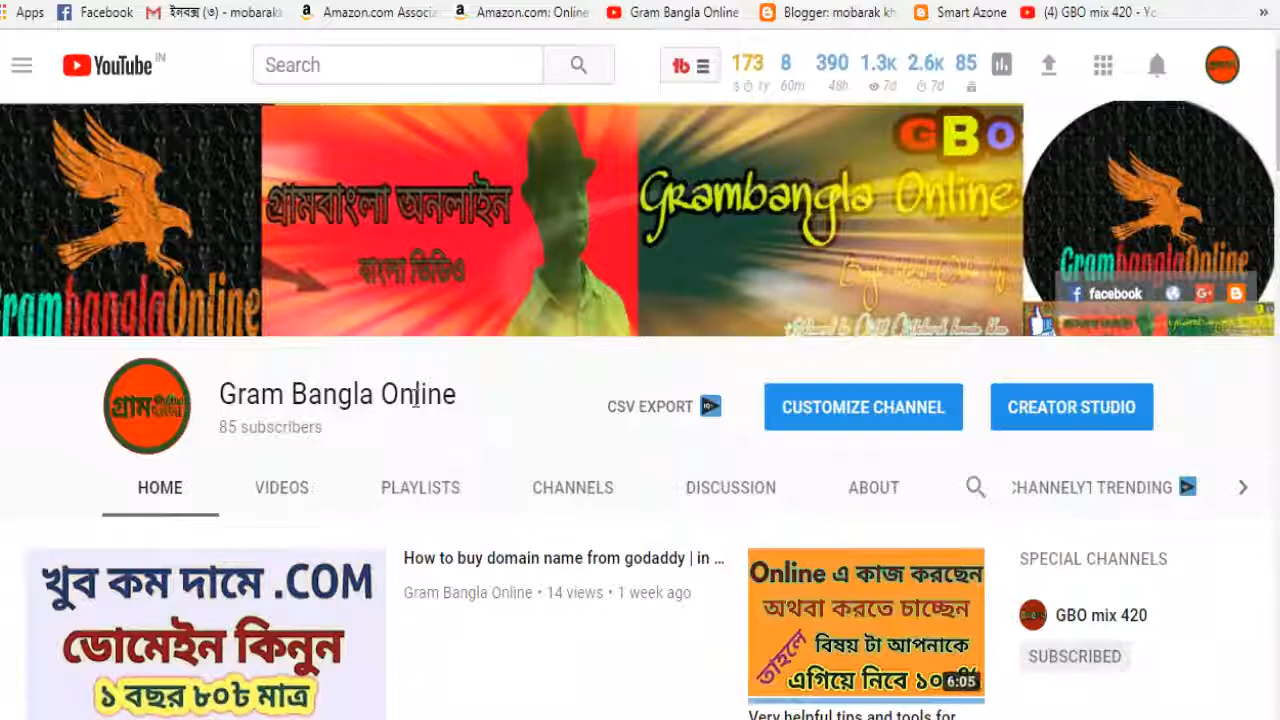 Apps Facebook ইনবক্স (৩) - mobarak Amazon.com Associa Amazon.com: Online Gram Bangla Online Blogger: mobarak kh Smart Azone (4) GBO mix 420 - Yo »
YouTube IN Search 173 8 390 1.3K 2.6K 85
1y 60m 48h 7d 7d
GBO
গ্রামবাংলা অনলাইন
বাংলা ভিডিও
Grambangla Online
GrambanglaOnline
facebook
Gram Bangla Online
85 subscribers
CSV EXPORT
CUSTOMIZE CHANNEL
CREATOR STUDIO
HOME VIDEOS PLAYLISTS CHANNELS DISCUSSION ABOUT CHANNELYT TRENDING
খুব কম দামে .COM
ডোমেইন কিনুন
১ বছর ৮০৳ মাত্র
How to buy domain name from godaddy | in ...
Gram Bangla Online • 14 views • 1 week ago
Online এ কাজ করছেন
অথবা করতে চাচ্ছেন
তাহলে
বিষয় টা আপনাকে
এগিয়ে নিবে
6:05
Very helpful tips and tools for
SPECIAL CHANNELS
GBO mix 420
SUBSCRIBED